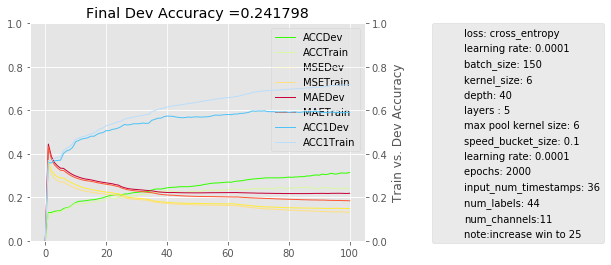 Final Dev Accuracy =0.241798
1.0
0.8
0.6
0.4
0.2
0.0
0
20
40
60
80
100
1.0
0.8
0.6
0.4
0.2
0.0
Train vs. Dev Accuracy
ACCDev
ACCTrain
MSEDev
MSETrain
MAEDev
MAETrain
ACC1Dev
ACC1Train
loss: cross_entropy
learning rate: 0.0001
batch_size: 150
kernel_size: 6
depth: 40
layers : 5
max pool kernel size: 6
speed_bucket_size: 0.1
learning rate: 0.0001
epochs: 2000
input_num_timestamps: 36
num_labels: 44
num_channels:11
note:increase win to 25